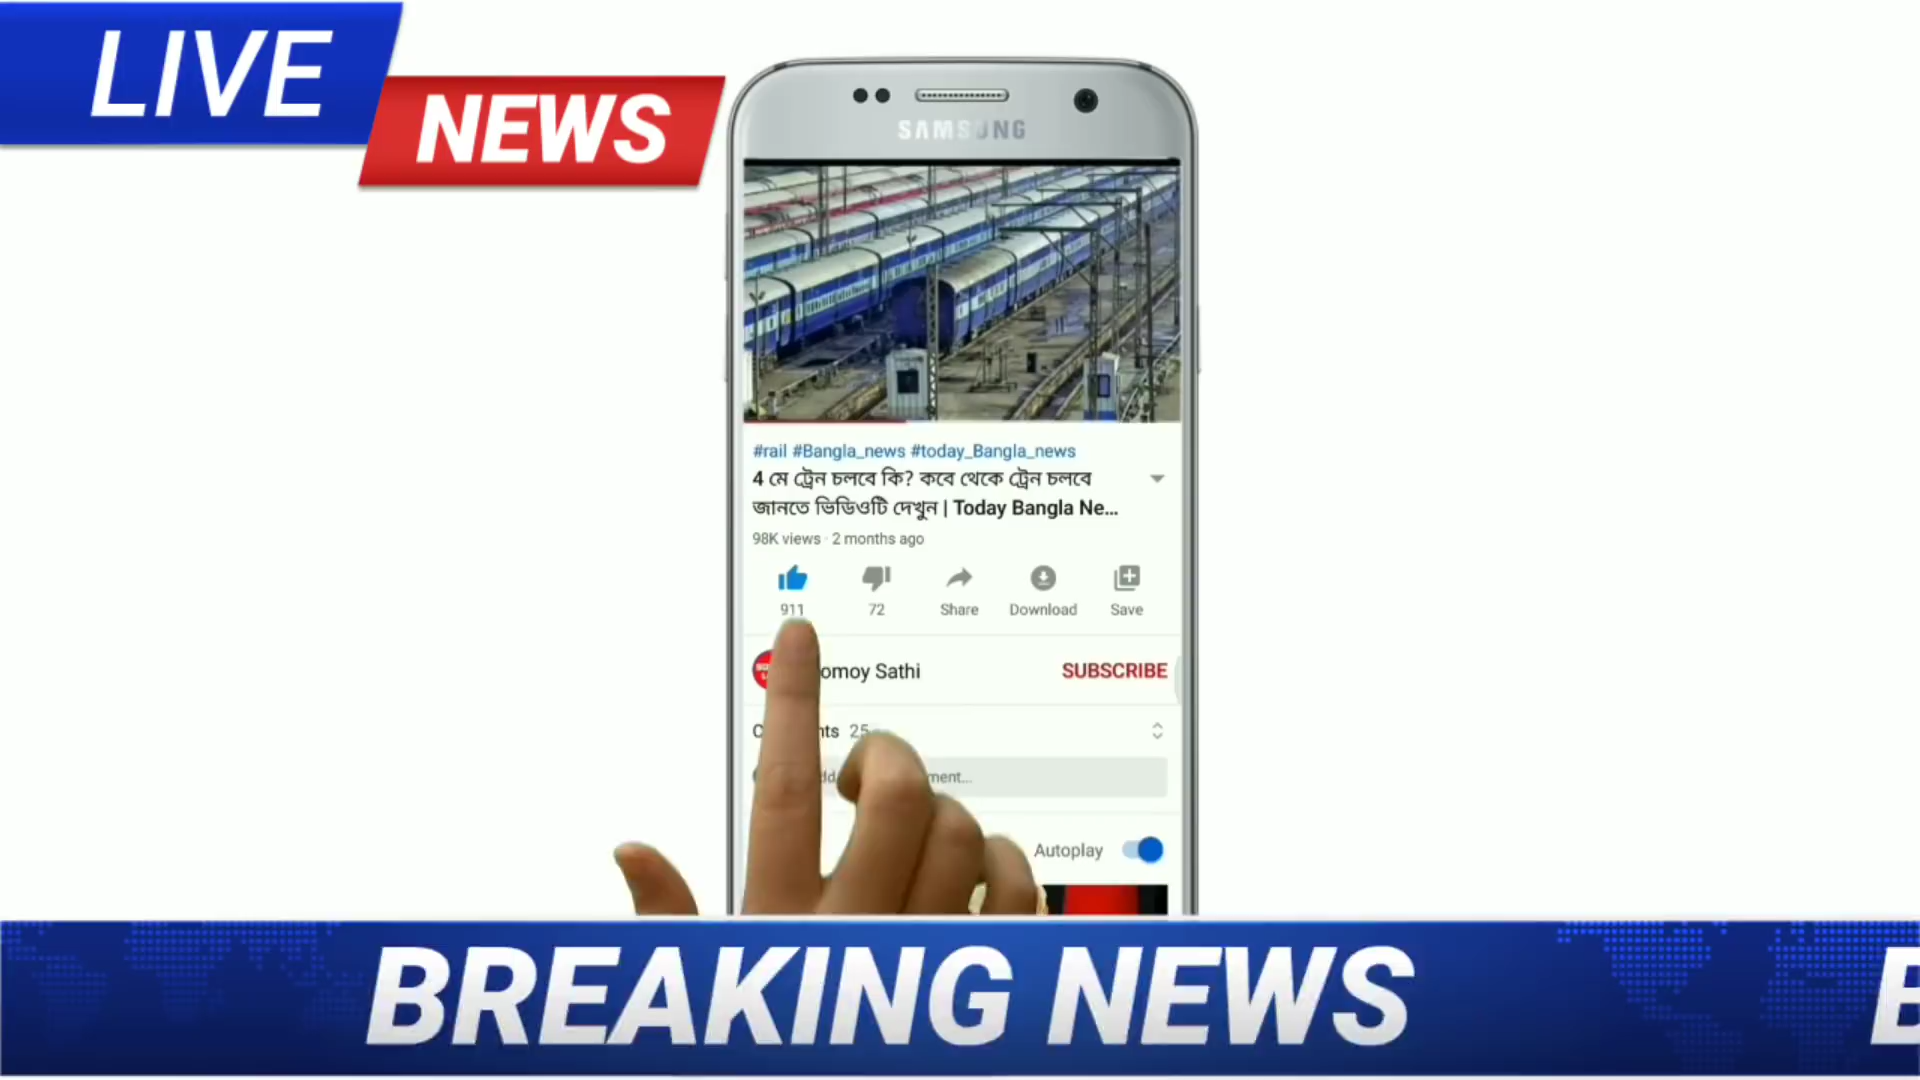 LIVE
NEWS
SAMSUNG
#rail #Bangla_news #today_Bangla_news
4 মে ট্রেন চলবে কি? কবে থেকে ট্রেন চলবে
জানতে ভিডিওটি দেখুন | Today Bangla Ne...
98K views · 2 months ago
911 72 Share Download Save
Sathi SUBSCRIBE
25
Autoplay
BREAKING NEWS